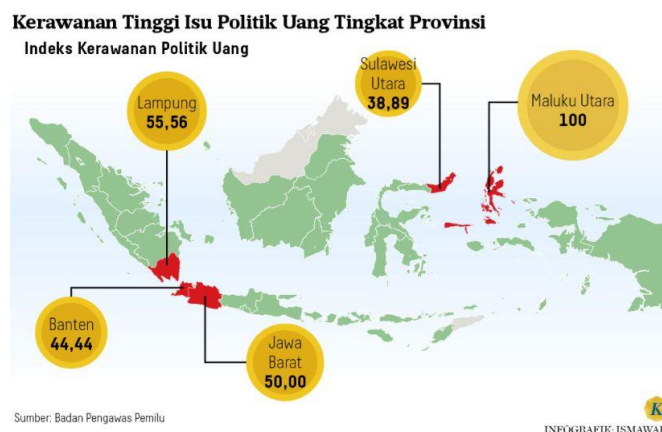 Kerawanan Tinggi Isu Politik Uang Tingkat Provinsi
Indeks Kerawanan Politik Uang
Lampung
55,56
Sulawesi
Utara
38,89
Maluku Utara
100
Banten
44,44
Jawa
Barat
50,00
Sumber: Badan Pengawas Pemilu
K
INFOGRAFIK: